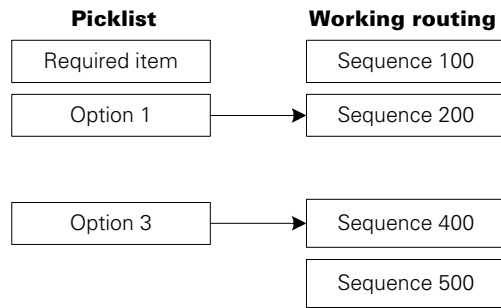 Picklist Working routing
Required item Sequence 100
Option 1 Sequence 200
Option 3 Sequence 400
Sequence 500